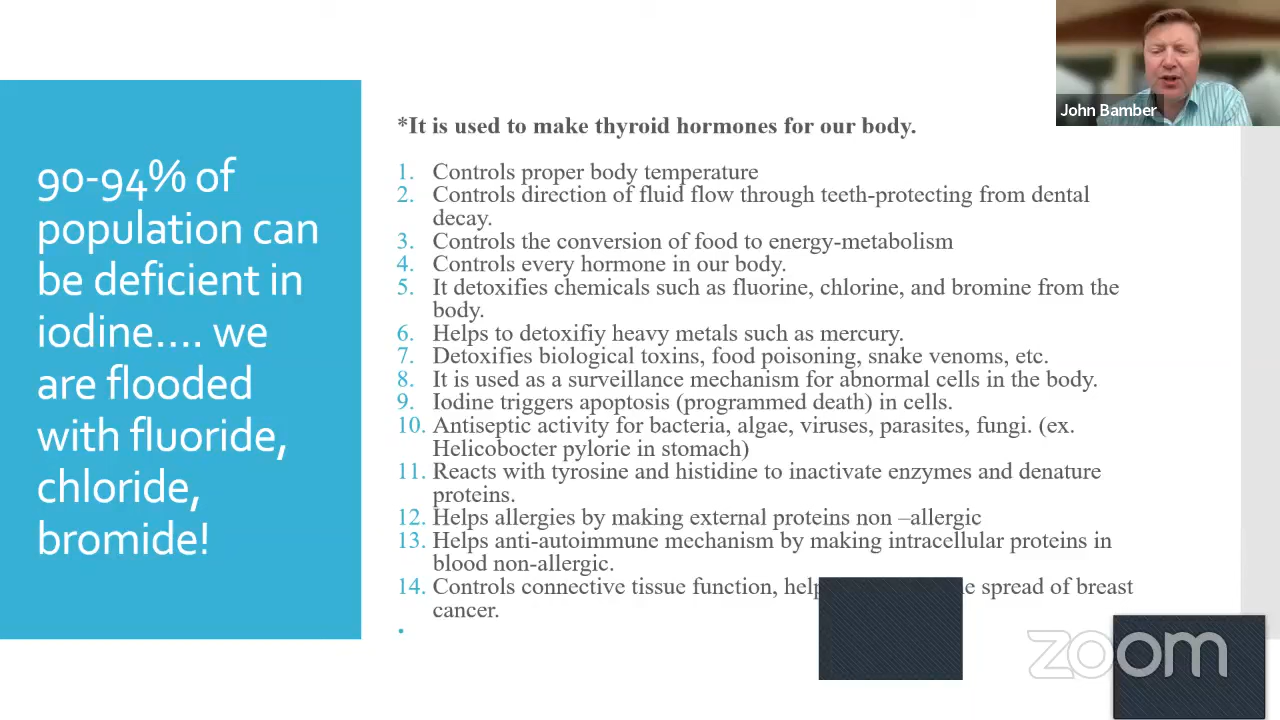 John Bamber
90-94% of
population can
be deficient in
iodine.... we
are flooded
with fluoride,
chloride,
bromide!
*It is used to make thyroid hormones for our body.
1. Controls proper body temperature
2. Controls direction of fluid flow through teeth-protecting from dental
decay.
3. Controls the conversion of food to energy-metabolism
4. Controls every hormone in our body.
5. It detoxifies chemicals such as fluorine, chlorine, and bromine from the
body.
6. Helps to detoxifiy heavy metals such as mercury.
7. Detoxifies biological toxins, food poisoning, snake venoms, etc.
8. It is used as a surveillance mechanism for abnormal cells in the body.
9. Iodine triggers apoptosis (programmed death) in cells.
10. Antiseptic activity for bacteria, algae, viruses, parasites, fungi. (ex.
Helicobocter pylorie in stomach)
11. Reacts with tyrosine and histidine to inactivate enzymes and denature
proteins.
12. Helps allergies by making external proteins non –allergic
13. Helps anti-autoimmune mechanism by making intracellular proteins in
blood non-allergic.
14. Controls connective tissue function, spread of breast
cancer.
zoom